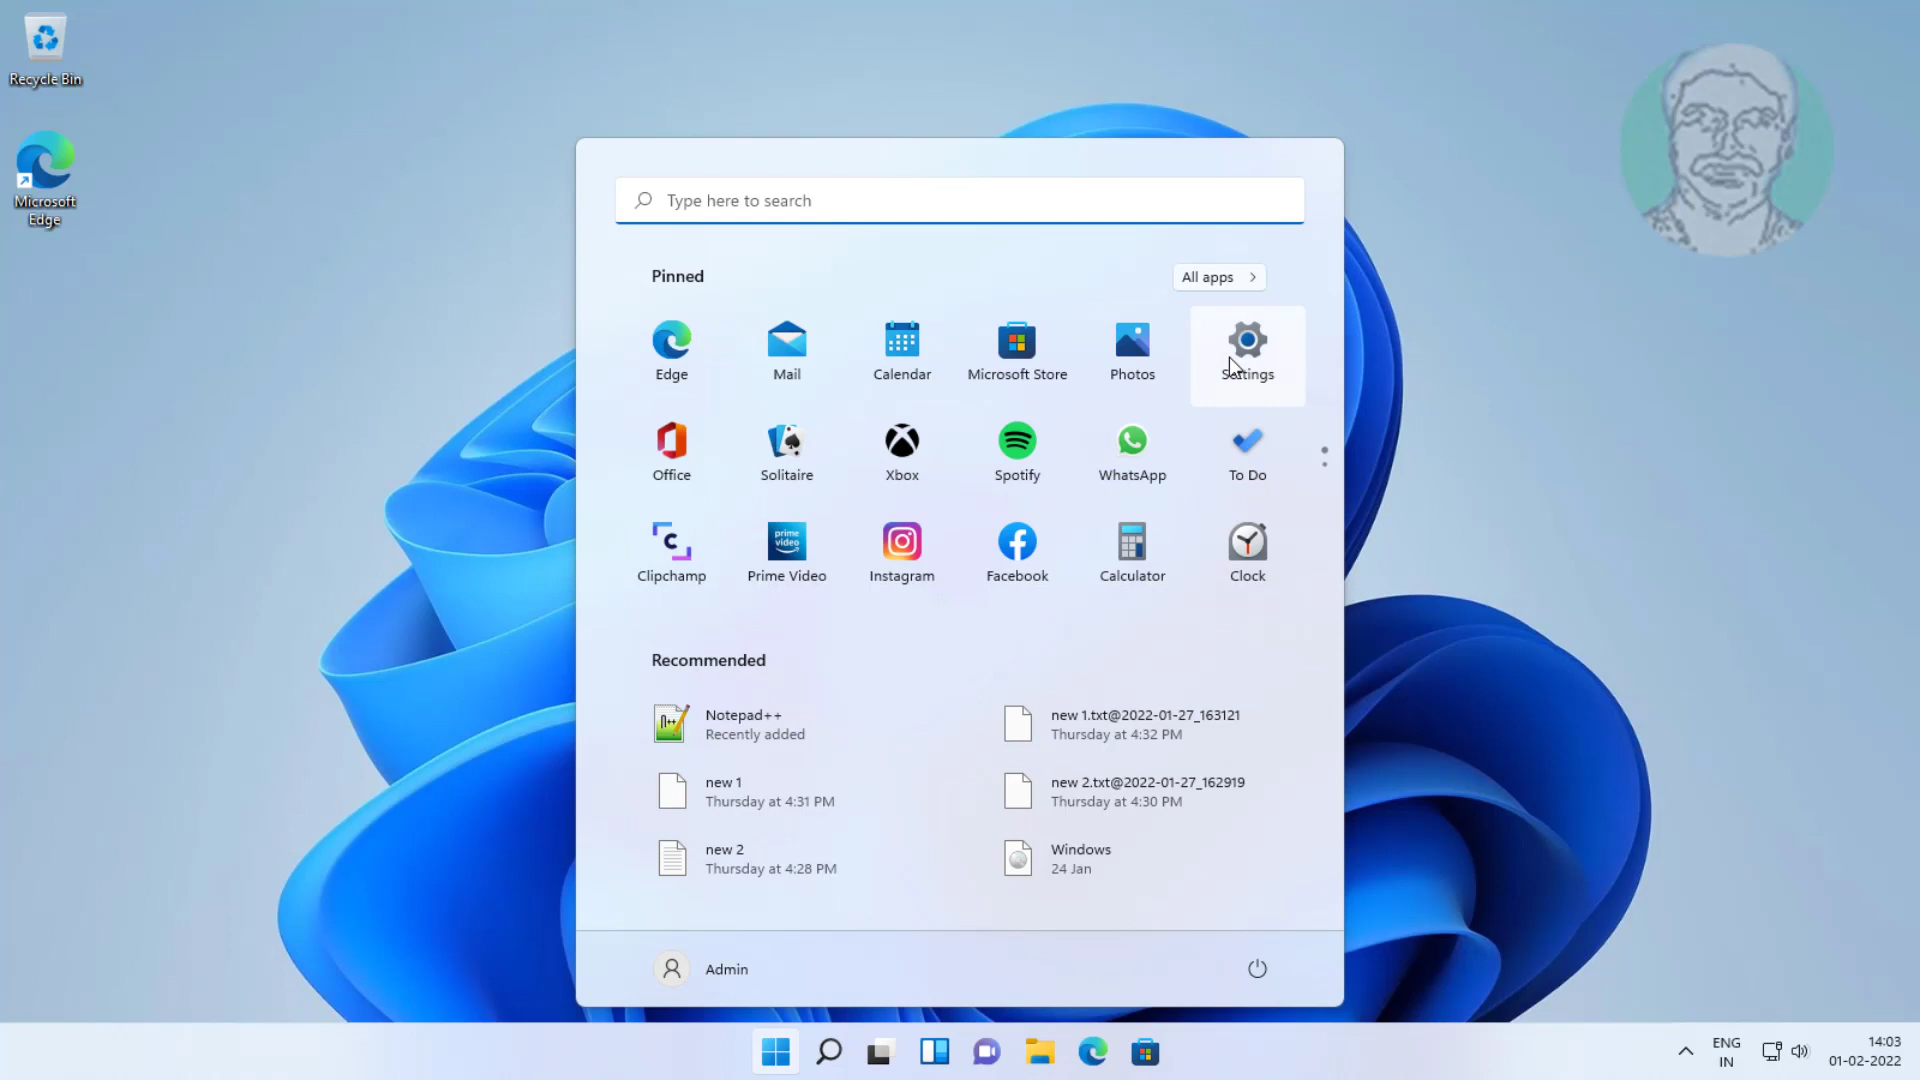 Recycle Bin
Microsoft
Edge
Type here to search
Pinned
All apps
Edge
Mail
Calendar
Microsoft Store
Photos
Settings
Office
Solitaire
Xbox
Spotify
WhatsApp
To Do
Clipchamp
prime video
Prime Video
Instagram
Facebook
Calculator
Clock
Recommended
Notepad++
Recently added
new 1.txt@2022-01-27_163121
Thursday at 4:32 PM
new 1
Thursday at 4:31 PM
new 2.txt@2022-01-27_162919
Thursday at 4:30 PM
new 2
Thursday at 4:28 PM
Windows
24 Jan
Admin
ENG
IN
14:03
01-02-2022